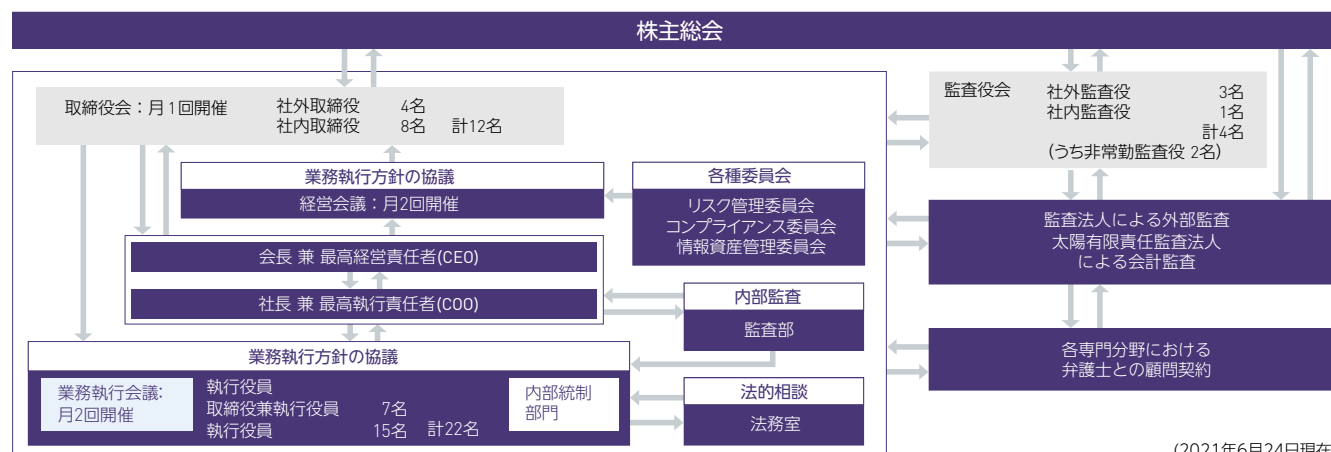 株主総会
取締役会：月1回開催
社外取締役 4名
社内取締役 8名 計12名
監査役会
社外監査役 3名
社内監査役 1名
計4名
(うち非常勤監査役 2名)
業務執行方針の協議
経営会議：月2回開催
各種委員会
リスク管理委員会
コンプライアンス委員会
情報資産管理委員会
会長 兼 最高経営責任者(CEO)
社長 兼 最高執行責任者(COO)
内部監査
監査部
監査法人による外部監査
太陽有限責任監査法人
による会計監査
業務執行方針の協議
業務執行会議:
月2回開催
執行役員
取締役兼執行役員 7名
執行役員 15名 計22名
内部統制
部門
法的相談
法務室
各専門分野における
弁護士との顧問契約
(2021年6月24日現在